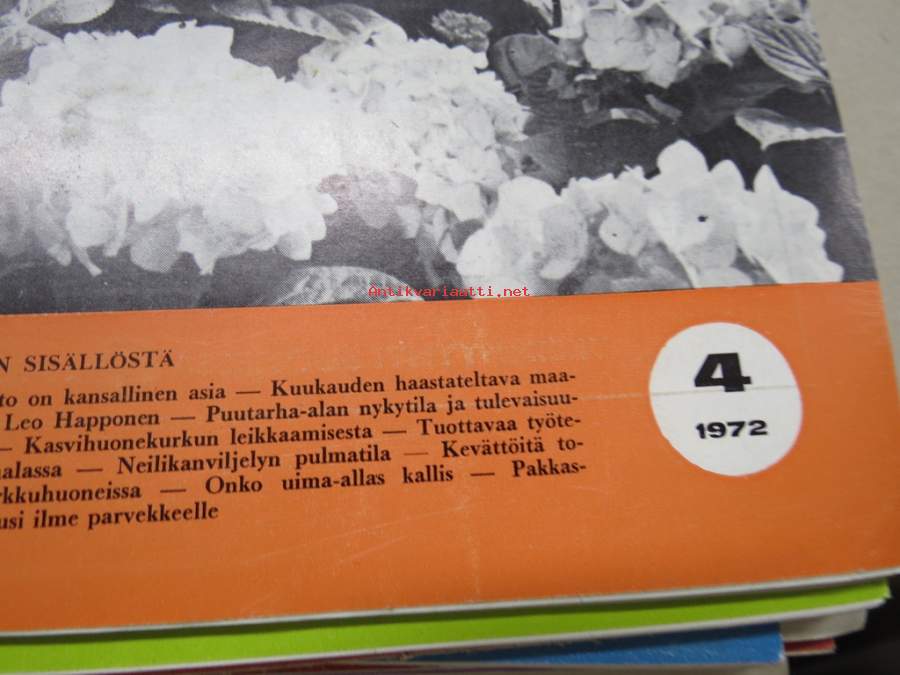 Antikvariaatti.net
N SISÄLLÖSTÄ
to on kansallinen asia — Kuukauden haastateltava maa-
Leo Happonen — Puutarha-alan nykytila ja tulevaisuu-
— Kasvihuonekurkun leikkaamisesta — Tuottavaa työte-
alassa — Neilikanviljelyn pulmatila — Kevättöitä to-
kkuhuoneissa — Onko uima-allas kallis — Pakkas-
usi ilme parvekkeelle
4
1972